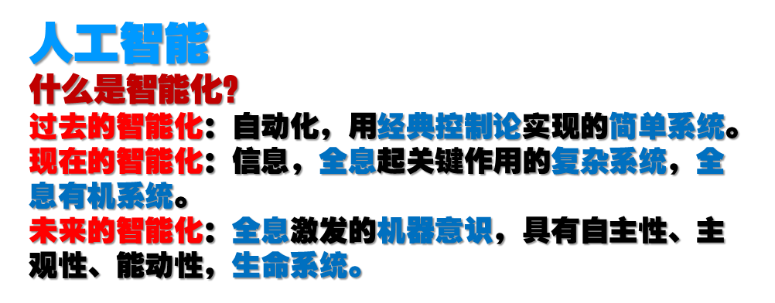 人工智能
什么是智能化?
过去的智能化：自动化，用经典控制论实现的简单系统。
现在的智能化：信息，全息起关键作用的复杂系统，全
息有机系统。
未来的智能化：全息激发的机器意识，具有自主性、主
观性、能动性，生命系统。